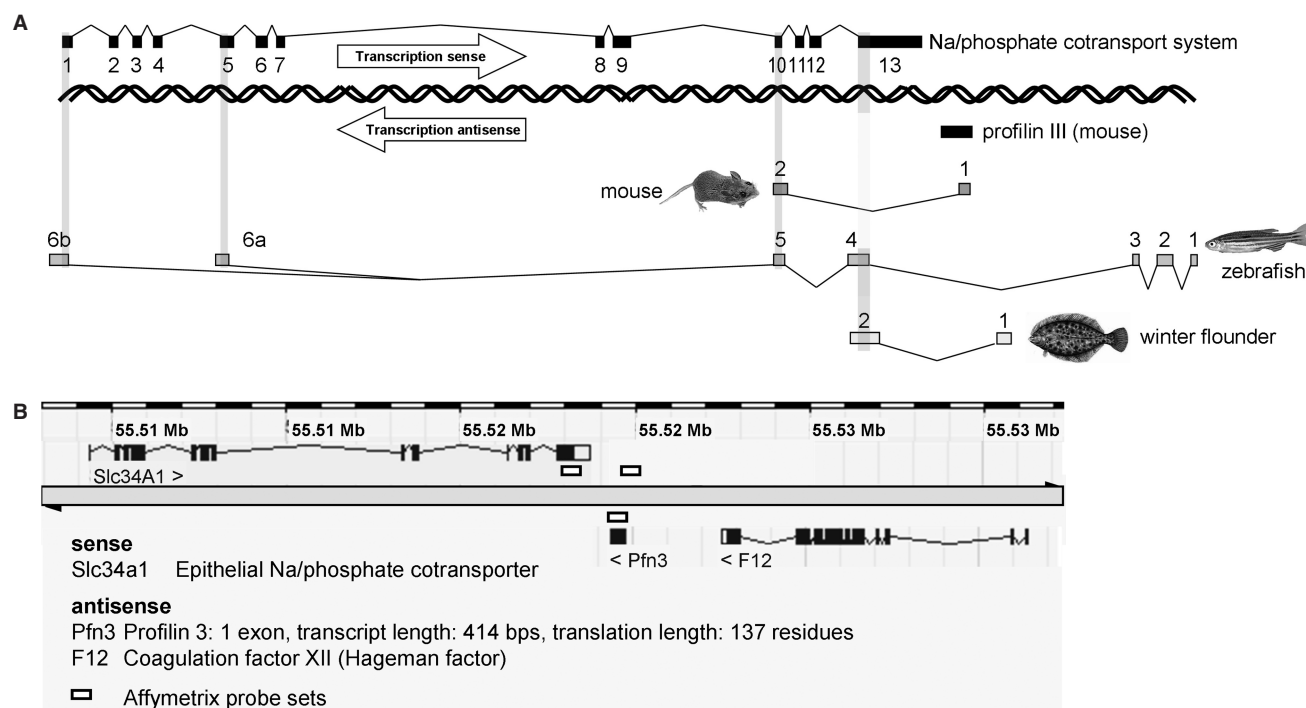 A
Na/phosphate cotransport system
1 2 3 4 5 6 7 8 9 10 11 12 13
Transcription sense
Transcription antisense
profilin III (mouse)
mouse
2 1
6b 6a 5 4 3 2 1
zebrafish
2 1
winter flounder
B
55.51 Mb 55.51 Mb 55.52 Mb 55.52 Mb 55.53 Mb 55.53 Mb
Slc34A1 >
< Pfn3 < F12
sense
Slc34a1 Epithelial Na/phosphate cotransporter
antisense
Pfn3 Profilin 3: 1 exon, transcript length: 414 bps, translation length: 137 residues
F12 Coagulation factor XII (Hageman factor)
Affymetrix probe sets